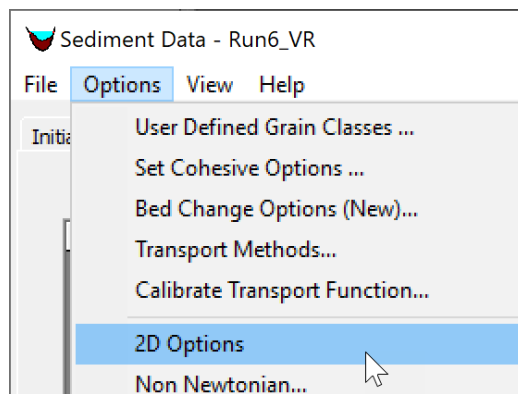 Sediment Data - Run6_VR
File Options View Help
Initia
User Defined Grain Classes ...
Set Cohesive Options ...
Bed Change Options (New)...
Transport Methods...
Calibrate Transport Function...
2D Options
Non Newtonian...